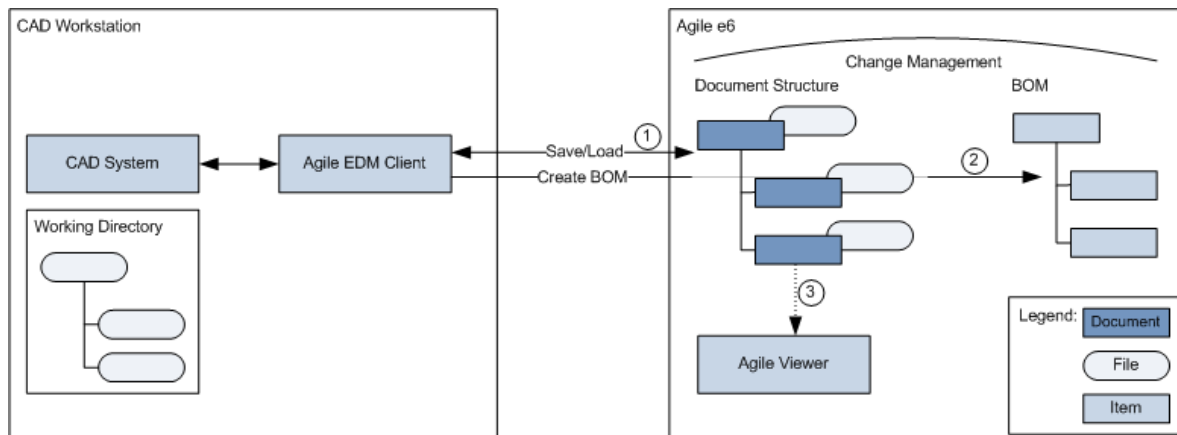 CAD Workstation
CAD System
Agile EDM Client
Working Directory
Save/Load
1
Create BOM
Agile e6
Change Management
Document Structure
BOM
2
3
Agile Viewer
Legend:
Document
File
Item